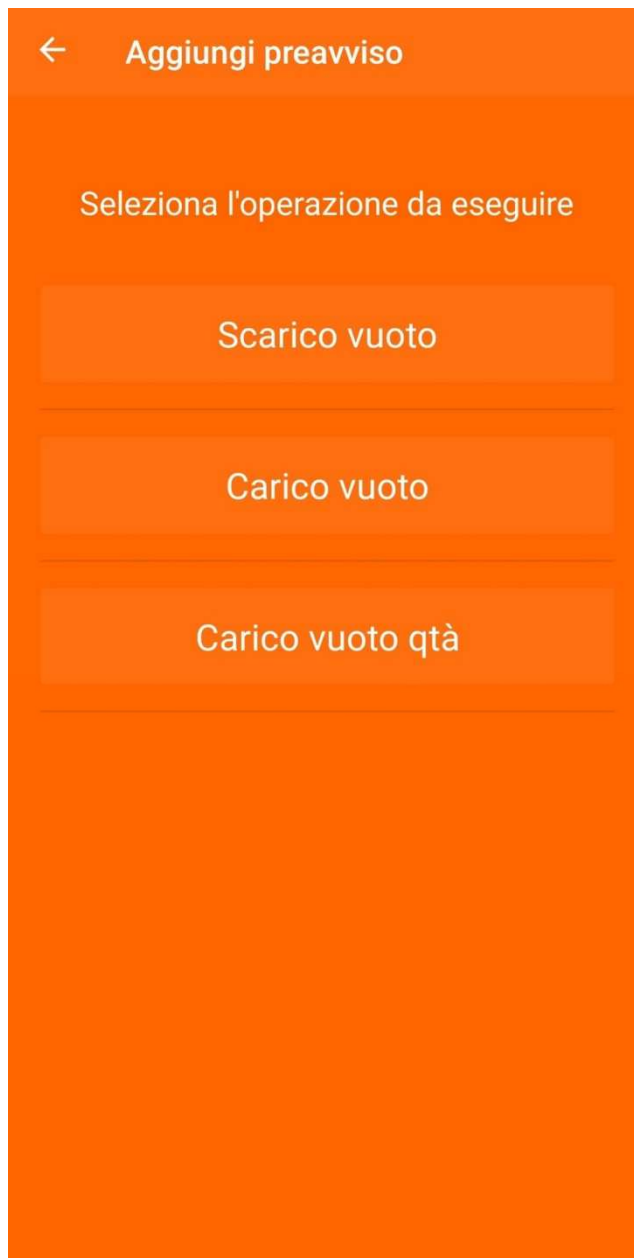 Aggiungi preavviso
Seleziona l'operazione da eseguire
Scarico vuoto
Carico vuoto
Carico vuoto qtà